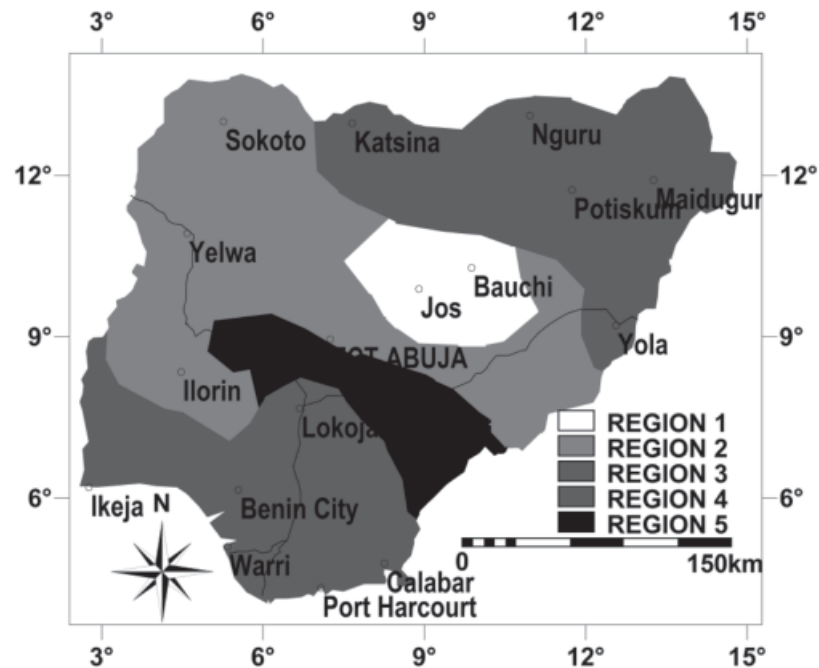 3° 6° 9° 12° 15°
Sokoto
Katsina
Nguru
12° 12°
Potiskum
Maidugur
Yelwa
Bauchi
Jos
9° 9°
Yola
ABUJA
Ilorin
REGION 1
Lokoja
REGION 2
REGION 3
6° 6°
Ikeja N
Benin City
REGION 4
REGION 5
0 150km
Warri
Calabar
Port Harcourt
3° 6° 9° 12° 15°